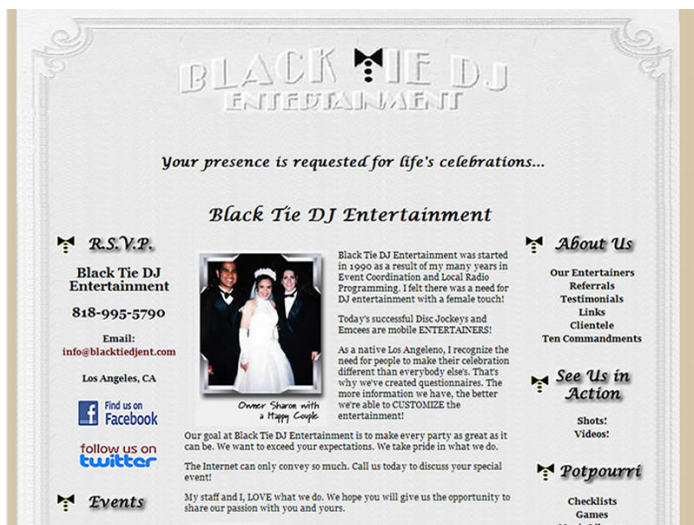 BLACK TIE DJ
ENTERTAINMENT
Your presence is requested for life's celebrations...
Black Tie DJ Entertainment
R.S.V.P.
Black Tie DJ
Entertainment
818-995-5790
Email:
info@blacktiedjent.com
Los Angeles, CA
Find us on
Facebook
follow us on
twitter
Events
Owner Sharon with
a Happy Couple
Black Tie DJ Entertainment was started
in 1990 as a result of my many years in
Event Coordination and Local Radio
Programming. I felt there was a need for
DJ entertainment with a female touch!
Today's successful Disc Jockeys and
Emcees are mobile ENTERTAINERS!
As a native Los Angeleno, I recognize the
need for people to make their celebration
different than everybody else's. That's
why we've created questionnaires. The
more information we have, the better
we're able to CUSTOMIZE the
entertainment!
Our goal at Black Tie DJ Entertainment is to make every party as great as it
can be. We want to exceed your expectations. We take pride in what we do.
The Internet can only convey so much. Call us today to discuss your special
event!
My staff and I, LOVE what we do. We hope you will give us the opportunity to
share our passion with you and yours.
About Us
Our Entertainers
Referrals
Testimonials
Links
Clientele
Ten Commandments
See Us in
Action
Shots!
Videos!
Potpourri
Checklists
Games